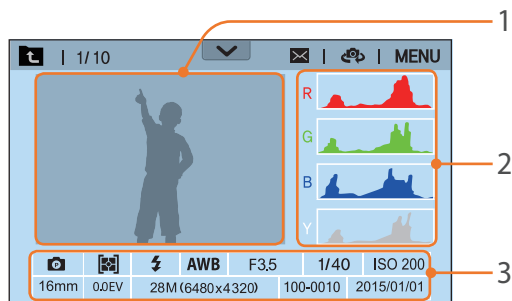 1
1/10
MENU
R
G
B
Y
2
P
AWB
F3.5
1/40
ISO 200
3
16mm
0.0EV
28M (6480x4320)
100-0010
2015/01/01